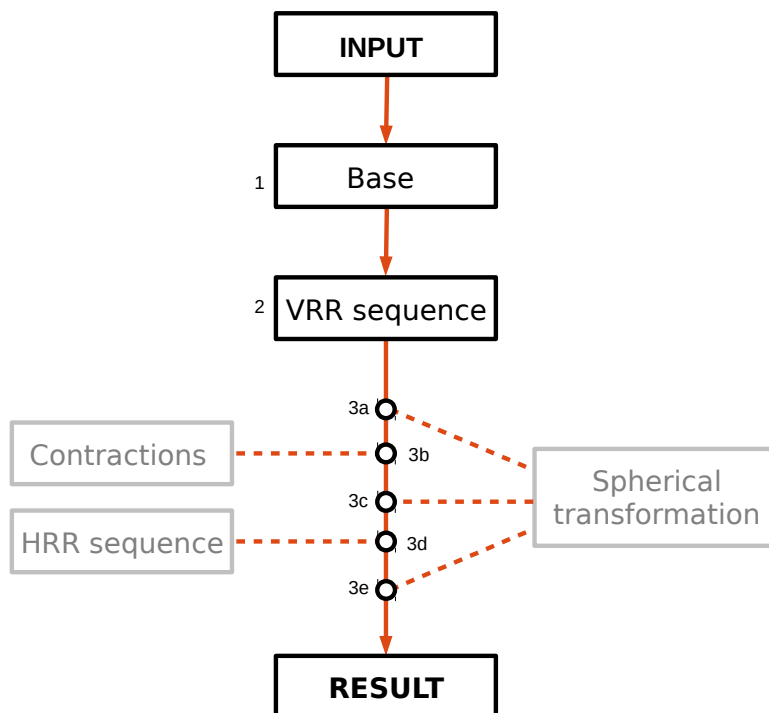 INPUT
1
Base
2
VRR sequence
3a
Contractions
3b
Spherical
transformation
3c
HRR sequence
3d
3e
RESULT